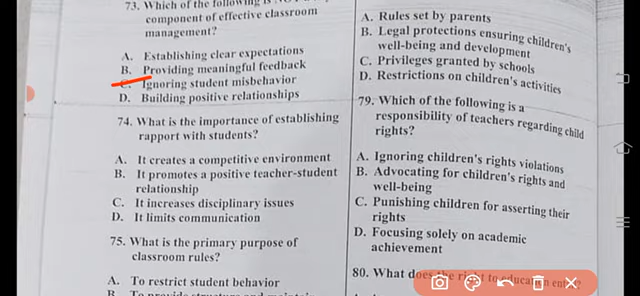 73. Which of the following is
component of effective classroom
management?
A. Establishing clear expectations
B. Providing meaningful feedback
C. Ignoring student misbehavior
D. Building positive relationships
74. What is the importance of establishing
rapport with students?
A. It creates a competitive environment
B. It promotes a positive teacher-student
relationship
C. It increases disciplinary issues
D. It limits communication
75. What is the primary purpose of
classroom rules?
A. To restrict student behavior
A. Rules set by parents
B. Legal protections ensuring children's
well-being and development
C. Privileges granted by schools
D. Restrictions on children's activities
79. Which of the following is a
responsibility of teachers regarding child
rights?
A. Ignoring children's rights violations
B. Advocating for children's rights and
well-being
C. Punishing children for asserting their
rights
D. Focusing solely on academic
achievement
80. What does the right to education